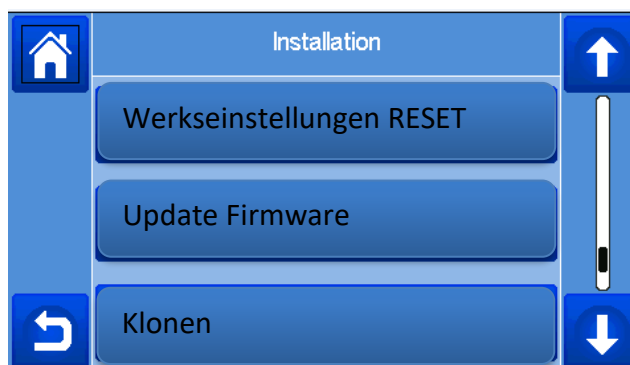 Installation
Werkseinstellungen RESET
Update Firmware
Klonen